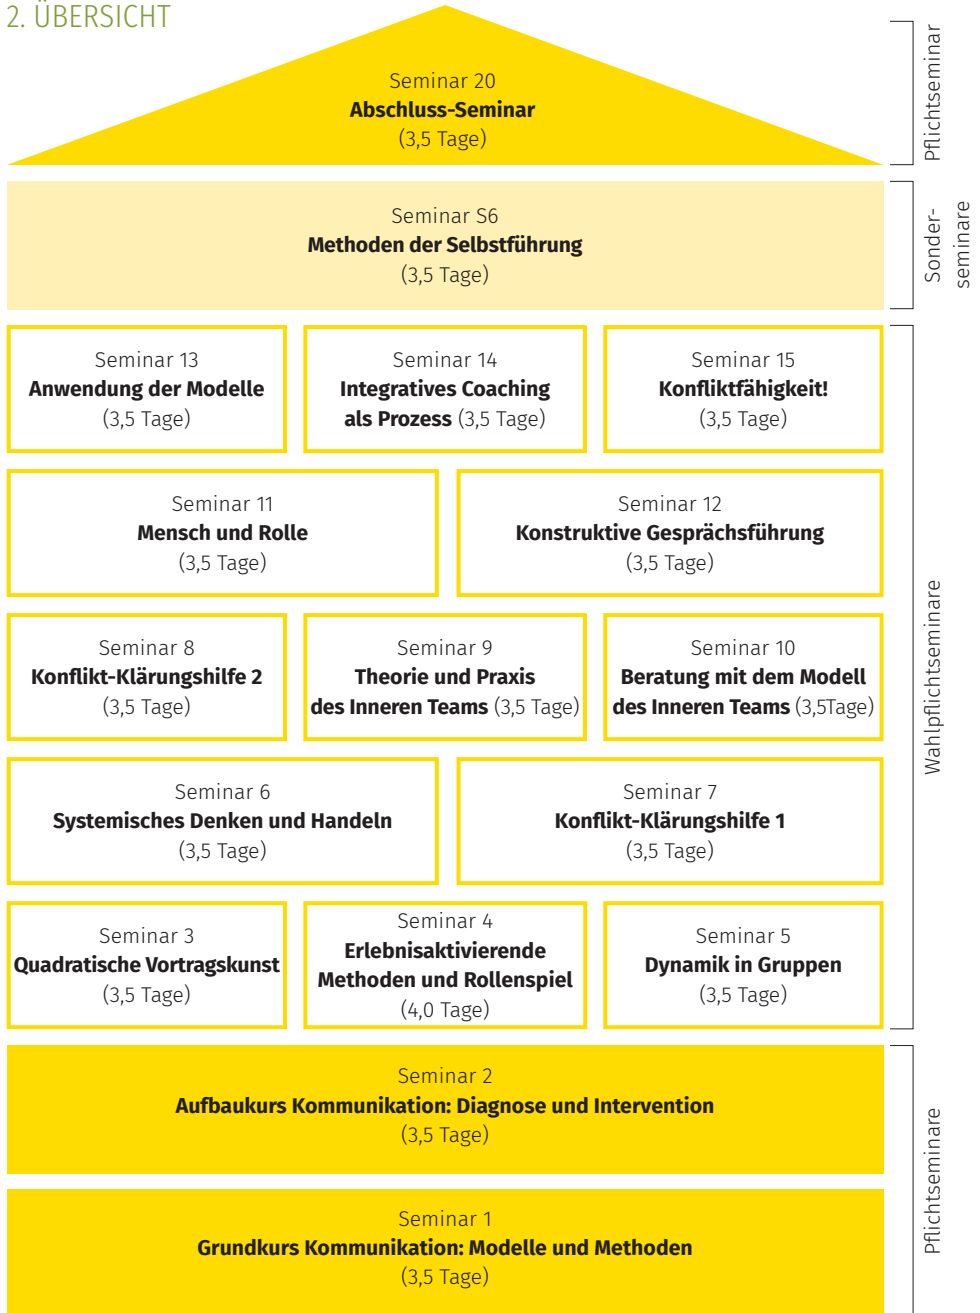 2. ÜBERSICHT
Seminar 20
Abschluss-Seminar
(3,5 Tage)
Pflichtseminar
Seminar S6
Methoden der Selbstführung
(3,5 Tage)
Sonder-
seminare
Seminar 13
Anwendung der Modelle
(3,5 Tage)
Seminar 14
Integratives Coaching
als Prozess (3,5 Tage)
Seminar 15
Konfliktfähigkeit!
(3,5 Tage)
Seminar 11
Mensch und Rolle
(3,5 Tage)
Seminar 12
Konstruktive Gesprächsführung
(3,5 Tage)
Seminar 8
Konflikt-Klärungshilfe 2
(3,5 Tage)
Seminar 9
Theorie und Praxis
des Inneren Teams (3,5 Tage)
Seminar 10
Beratung mit dem Modell
des Inneren Teams (3,5Tage)
Seminar 6
Systemisches Denken und Handeln
(3,5 Tage)
Seminar 7
Konflikt-Klärungshilfe 1
(3,5 Tage)
Seminar 3
Quadratische Vortragskunst
(3,5 Tage)
Seminar 4
Erlebnisaktivierende
Methoden und Rollenspiel
(4,0 Tage)
Seminar 5
Dynamik in Gruppen
(3,5 Tage)
Wahlpflichtseminare
Seminar 2
Aufbaukurs Kommunikation: Diagnose und Intervention
(3,5 Tage)
Seminar 1
Grundkurs Kommunikation: Modelle und Methoden
(3,5 Tage)
Pflichtseminare